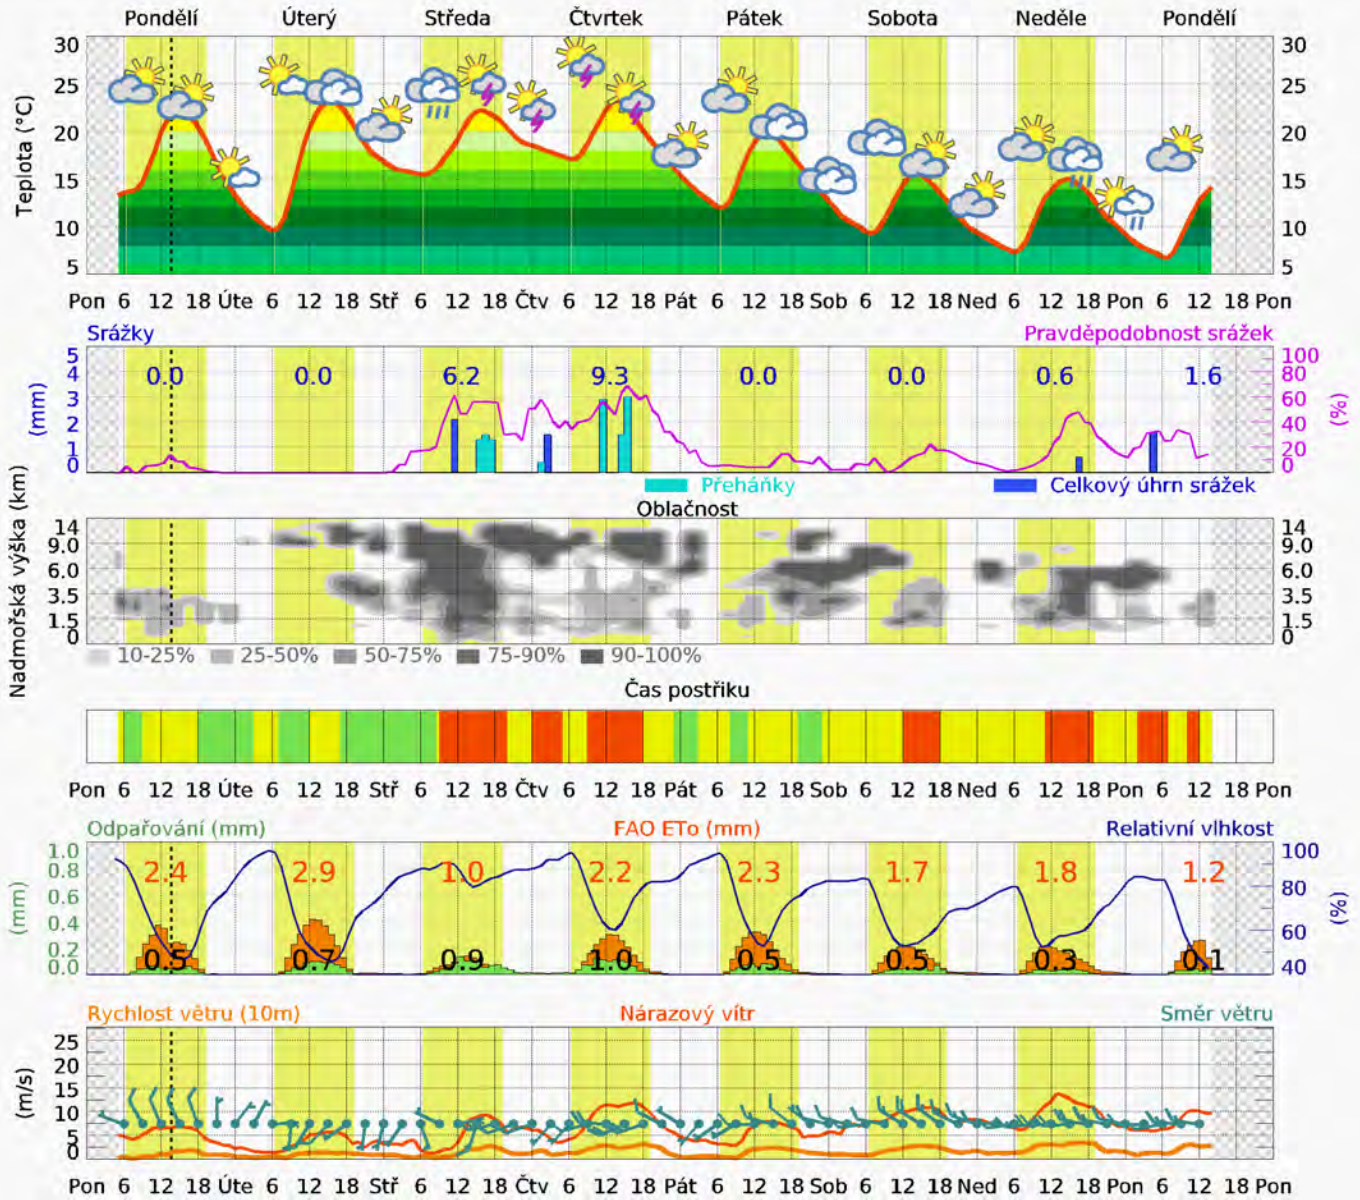 Pondělí Úterý Středa Čtvrtek Pátek Sobota Neděle Pondělí
Teplota (°C)
30 30
25 25
20 20
15 15
10 10
5 5
Pon 6 12 18 Úte 6 12 18 Stř 6 12 18 Čtv 6 12 18 Pát 6 12 18 Sob 6 12 18 Ned 6 12 18 Pon 6 12 18 Pon
Srážky Pravděpodobnost srážek
(mm)
(%)
5 100
4 0.0 0.0 6.2 9.3 0.0 0.0 0.6 1.6 80
3 60
2 40
1 20
0 0
Přeháňky Celkový úhrn srážek
Oblačnost
Nadmořská výška (km)
14 14
9.0 9.0
6.0 6.0
3.5 3.5
1.5 1.5
0 0
10-25% 25-50% 50-75% 75-90% 90-100%
Čas postřiku
Pon 6 12 18 Úte 6 12 18 Stř 6 12 18 Čtv 6 12 18 Pát 6 12 18 Sob 6 12 18 Ned 6 12 18 Pon 6 12 18 Pon
Odpařování (mm) FAO ETo (mm) Relativní vlhkost
(mm)
(%)
1.0 100
0.8 2.4 2.9 1.0 2.2 2.3 1.7 1.8 1.2 80
0.6
0.4 60
0.2
0.0 0.5 0.7 0.9 1.0 0.5 0.5 0.3 0.1 40
Rychlost větru (10m) Nárazový vítr Směr větru
(m/s)
25
20
15
10
5
0
Pon 6 12 18 Úte 6 12 18 Stř 6 12 18 Čtv 6 12 18 Pát 6 12 18 Sob 6 12 18 Ned 6 12 18 Pon 6 12 18 Pon